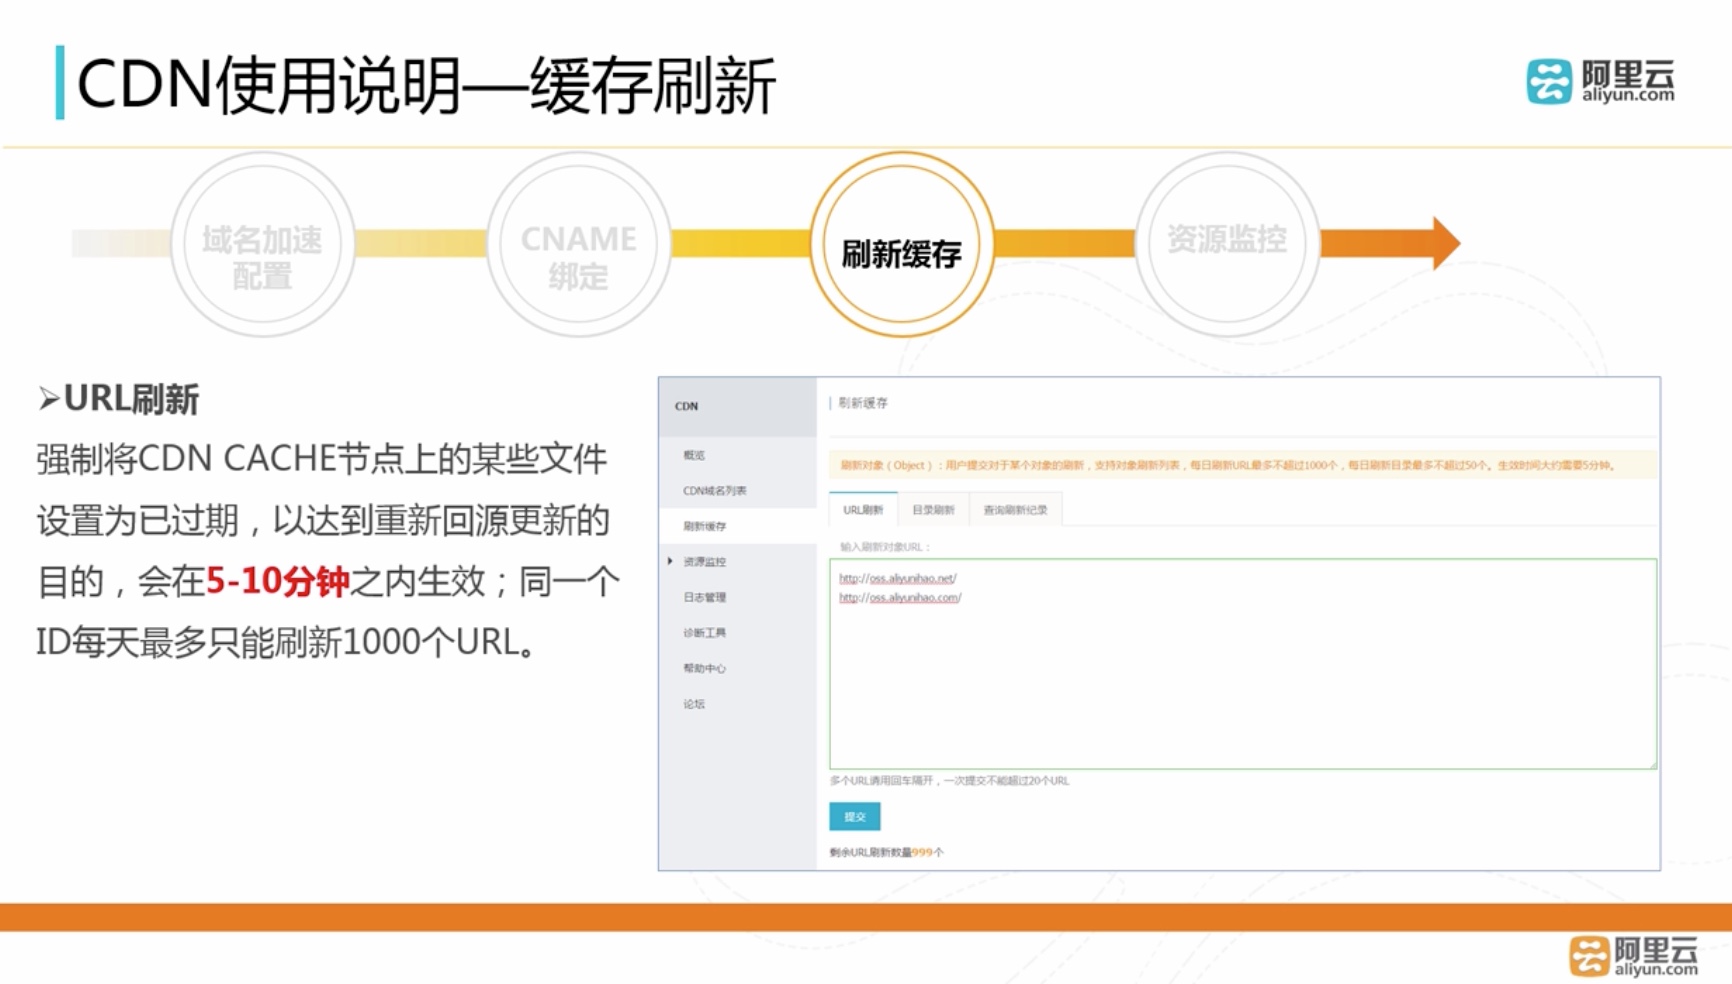 CDN使用说明—缓存刷新
阿里云
aliyun.com
域名加速
配置
CNAME
绑定
刷新缓存
资源监控
➢URL刷新
强制将CDN CACHE节点上的某些文件
设置为已过期，以达到重新回源更新的
目的，会在5-10分钟之内生效；同一个
ID每天最多只能刷新1000个URL。
CDN
概览
CDN域名列表
刷新缓存
资源监控
日志管理
诊断工具
帮助中心
论坛
刷新缓存
刷新对象（Object）：用户提交对于某个对象的刷新，支持对象刷新列表，每日刷新URL最多不超过1000个，每日刷新目录最多不超过50个。生效时间大约需要5分钟。
URL刷新 目录刷新 查询刷新纪录
输入刷新对象URL：
http://oss.aliyunihao.net/
http://oss.aliyunihao.com/
多个URL请用回车隔开，一次提交不能超过20个URL
提交
剩余URL刷新数量999个
阿里云
aliyun.com